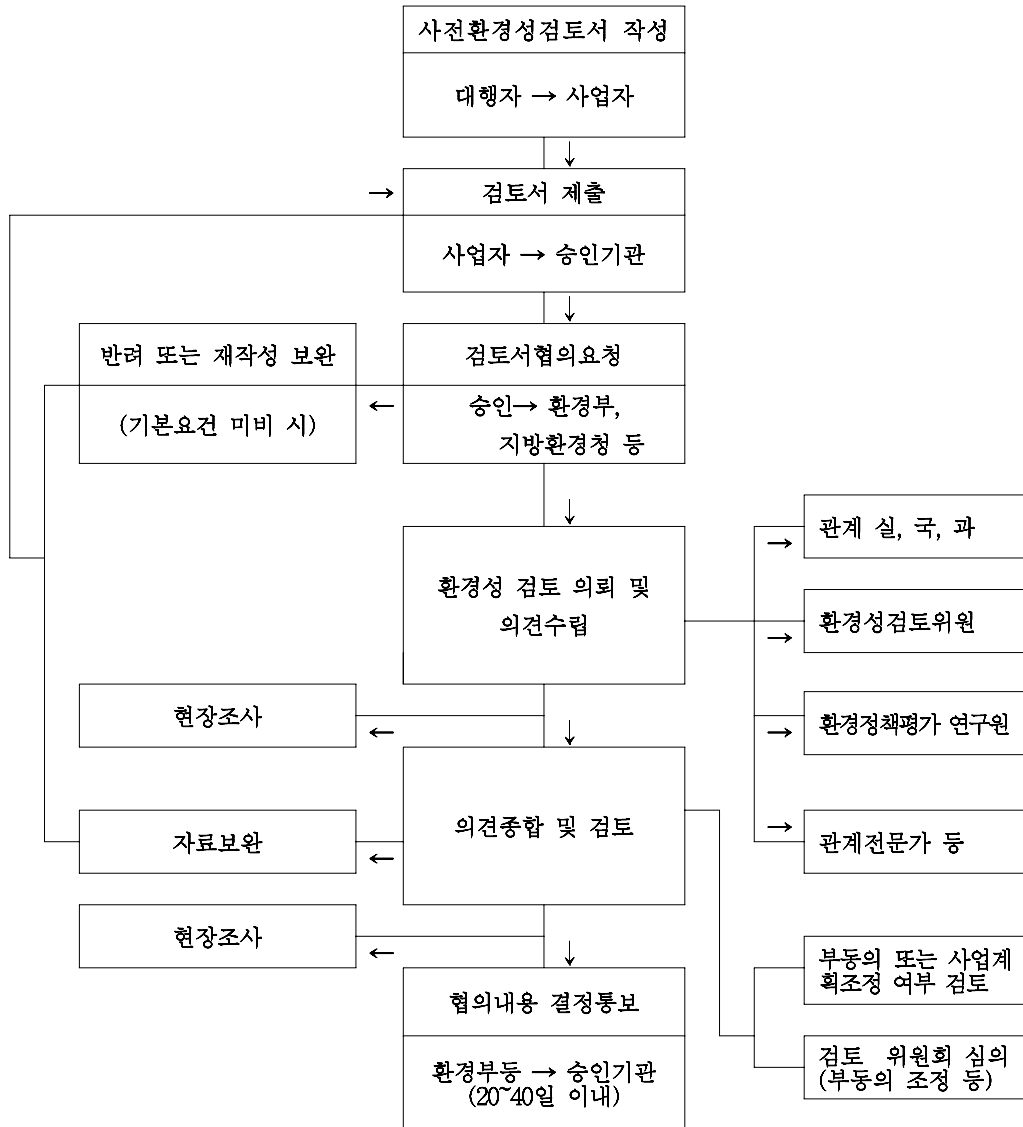 사전환경성검토서 작성
대행자 → 사업자
↓
→
검토서 제출
사업자 → 승인기관
↓
반려 또는 재작성 보완
(기본요건 미비 시)
검토서협의요청
←
승인→ 환경부,
지방환경청 등
↓
환경성 검토 의뢰 및
의견수립
→
관계 실, 국, 과
→
환경성검토위원
→
환경정책평가 연구원
→
관계전문가 등
현장조사
←
↓
의견종합 및 검토
자료보완
←
현장조사
←
↓
부동의 또는 사업계
획조정 여부 검토
검토 위원회 심의
(부동의 조정 등)
협의내용 결정통보
환경부등 → 승인기관
(20~40일 이내)